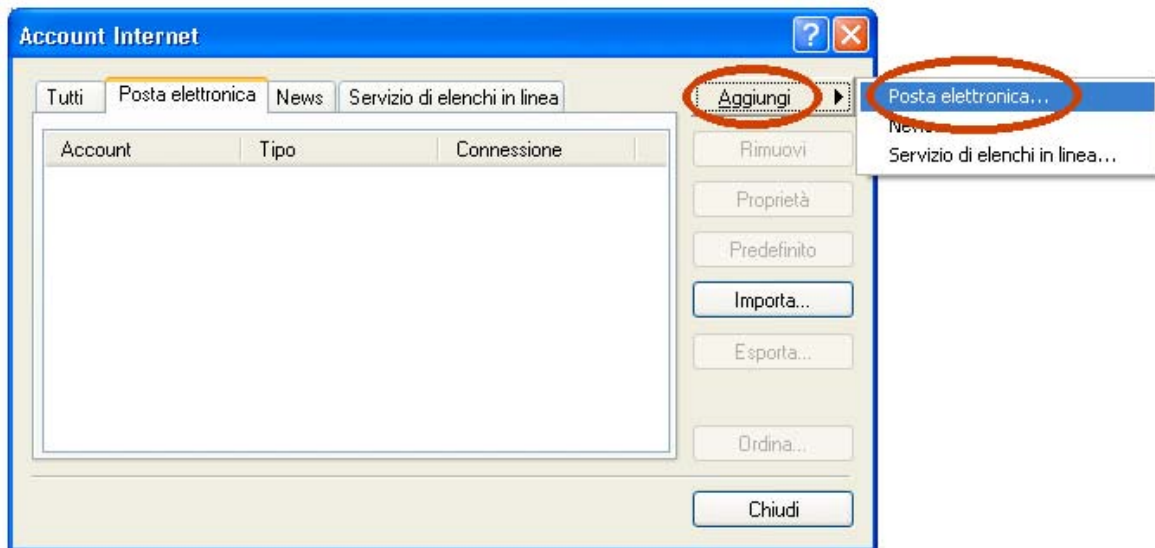 Account Internet
Tutti Posta elettronica News Servizio di elenchi in linea
Account Tipo Connessione
Aggiungi
Posta elettronica...
Servizio di elenchi in linea...
Rimuovi
Proprietà
Predefinito
Importa...
Esporta...
Ordina...
Chiudi